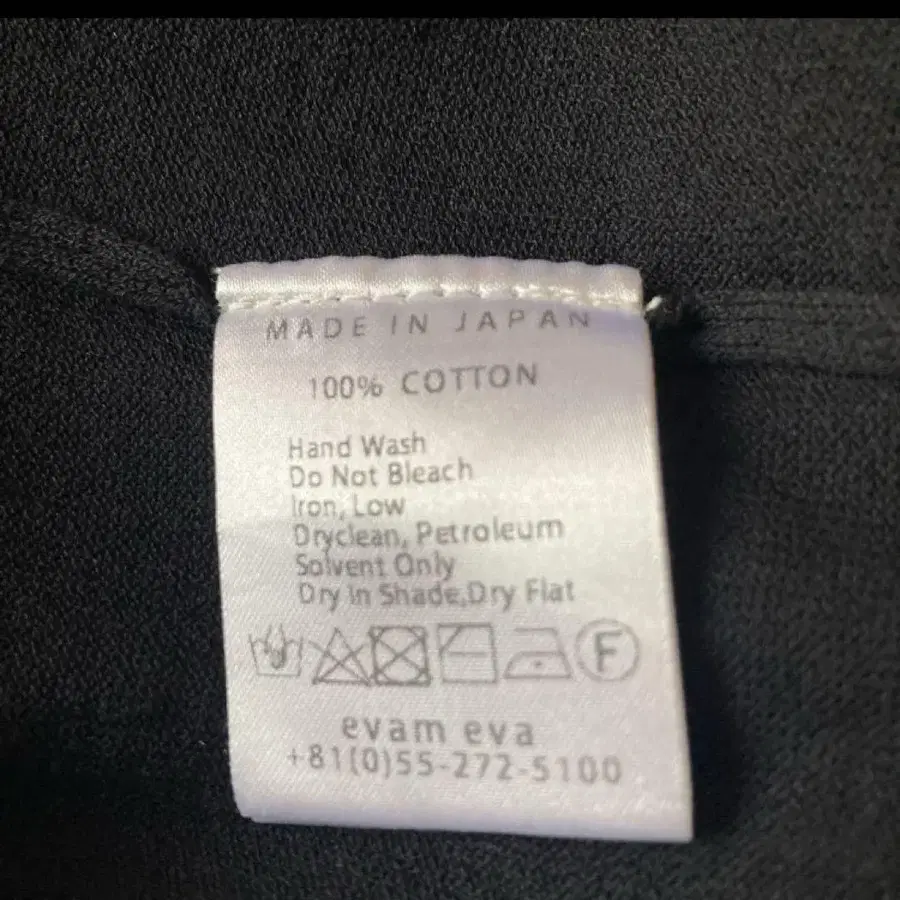 MADE IN JAPAN
100% COTTON
Hand Wash
Do Not Bleach
Iron, Low
Dryclean, Petroleum
Solvent Only
Dry in Shade,Dry Flat
F
evam eva
+81(0)55-272-5100